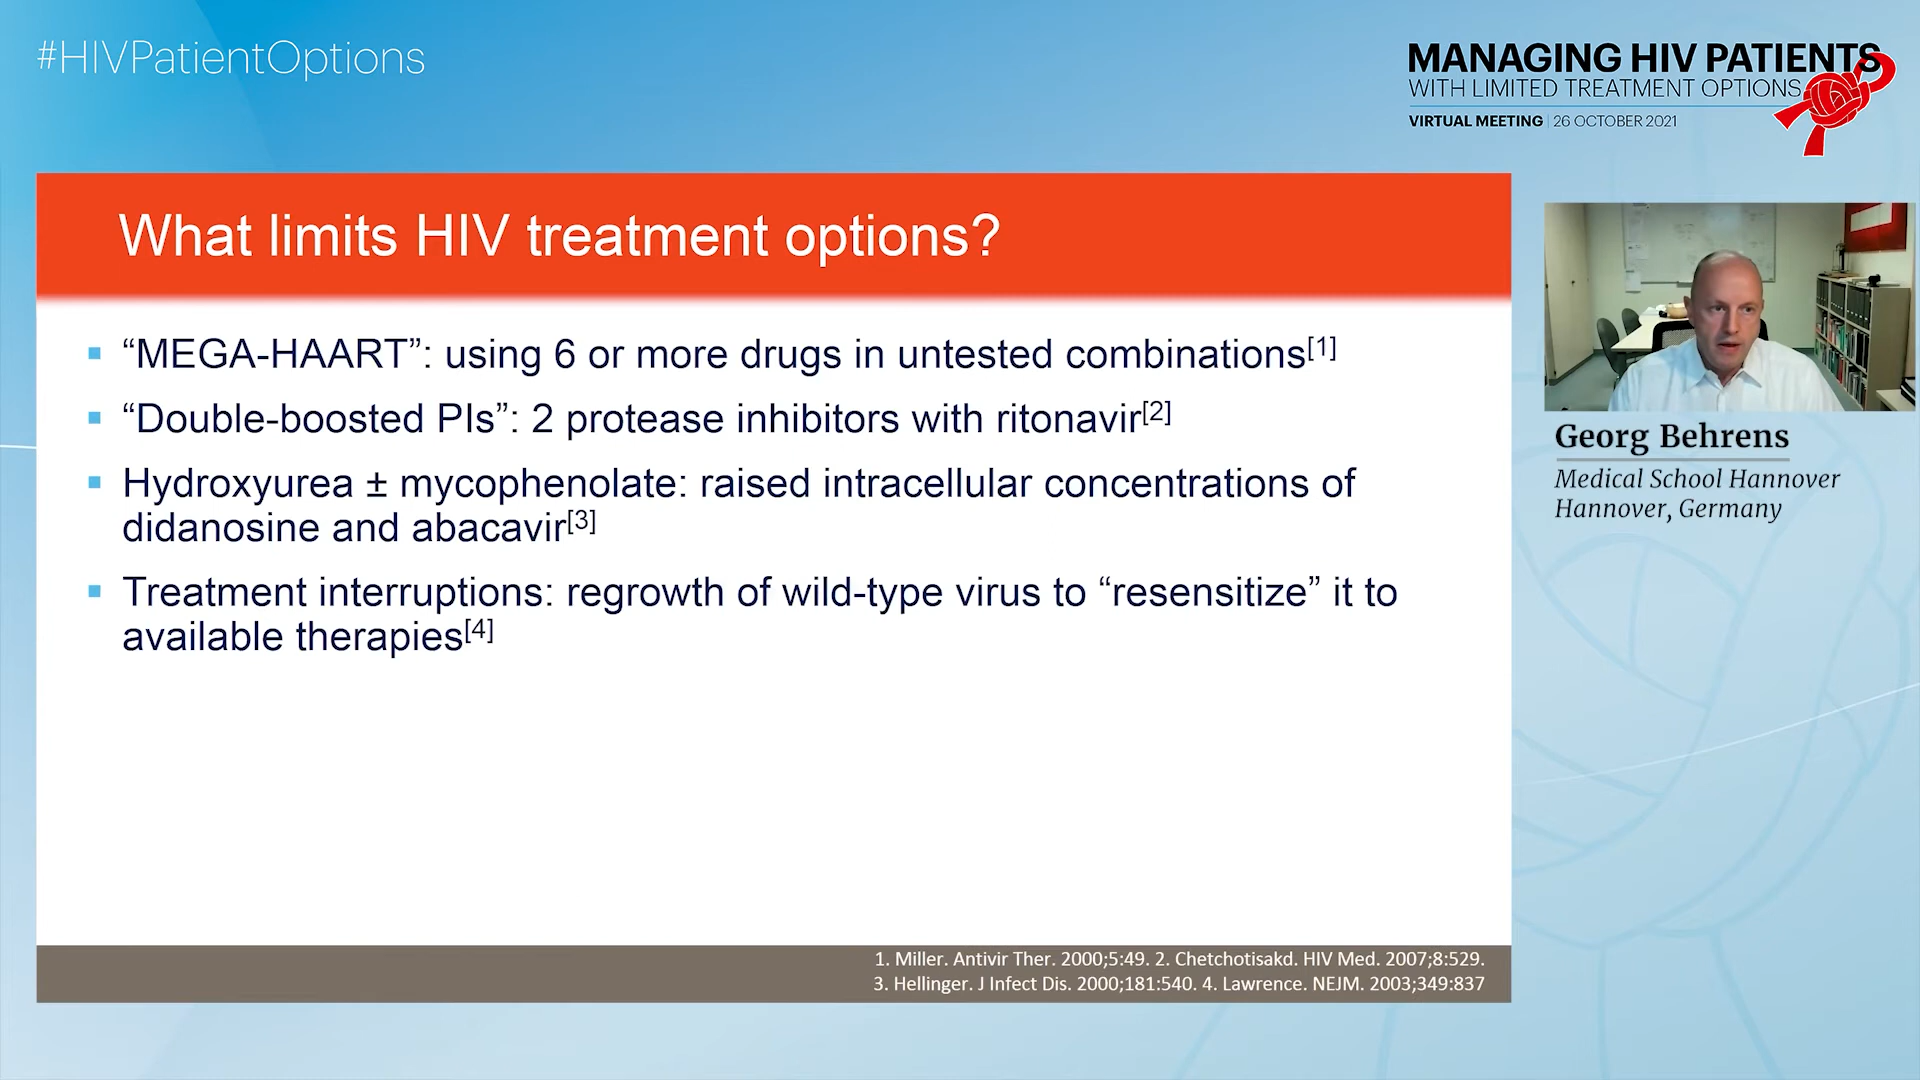 #HIVPatientOptions
MANAGING HIV PATIENTS
WITH LIMITED TREATMENT OPTIONS
VIRTUAL MEETING | 26 OCTOBER 2021
What limits HIV treatment options?
▪ “MEGA-HAART”: using 6 or more drugs in untested combinations[1]
▪ “Double-boosted PIs”: 2 protease inhibitors with ritonavir[2]
▪ Hydroxyurea ± mycophenolate: raised intracellular concentrations of
didanosine and abacavir[3]
▪ Treatment interruptions: regrowth of wild-type virus to “resensitize” it to
available therapies[4]
1. Miller. Antivir Ther. 2000;5:49. 2. Chetchotisakd. HIV Med. 2007;8:529.
3. Hellinger. J Infect Dis. 2000;181:540. 4. Lawrence. NEJM. 2003;349:837
Georg Behrens
Medical School Hannover
Hannover, Germany